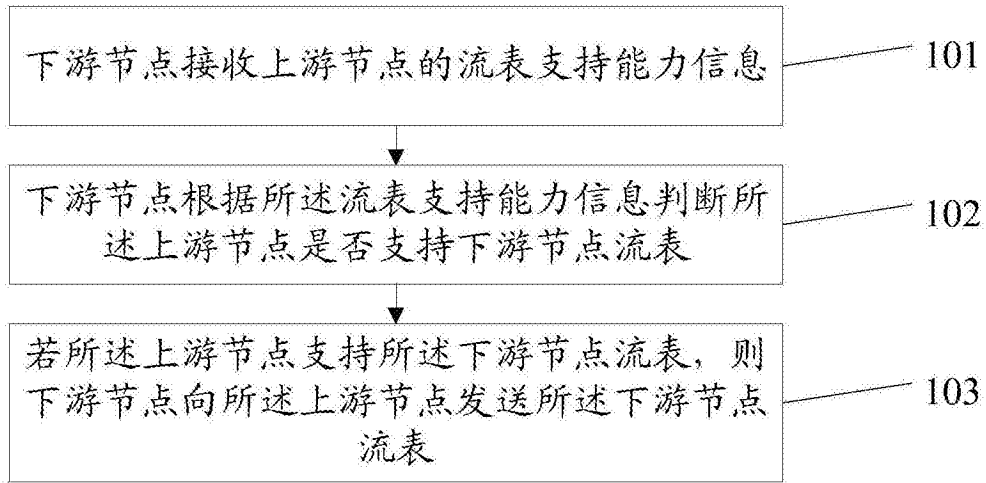 下游节点接收上游节点的流表支持能力信息
101
下游节点根据所述流表支持能力信息判断所
述上游节点是否支持下游节点流表
102
若所述上游节点支持所述下游节点流表，则
下游节点向所述上游节点发送所述下游节点
流表
103